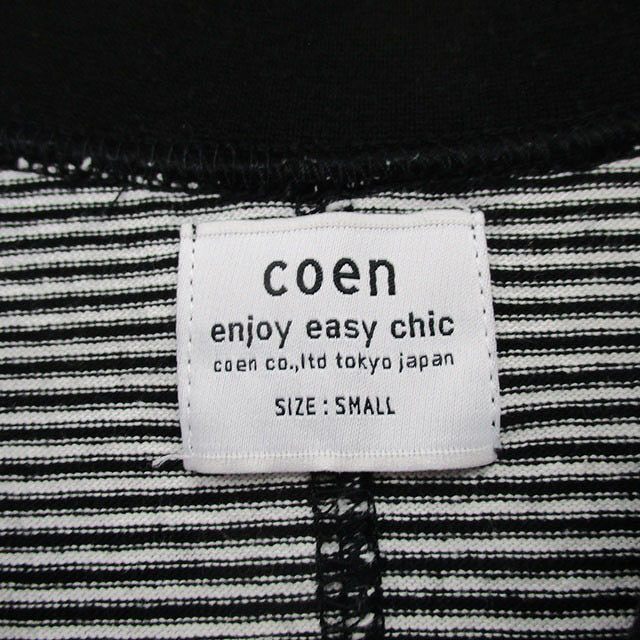 coen
enjoy easy chic
coen co.,ltd tokyo japan
SIZE : SMALL